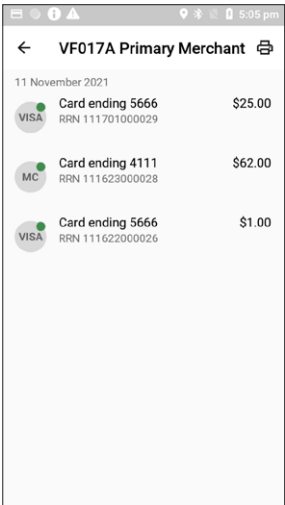 5:05 pm
VF017A Primary Merchant
11 November 2021
VISA
Card ending 5666
$25.00
RRN 111701000029
MC
Card ending 4111
$62.00
RRN 111623000028
VISA
Card ending 5666
$1.00
RRN 111622000026